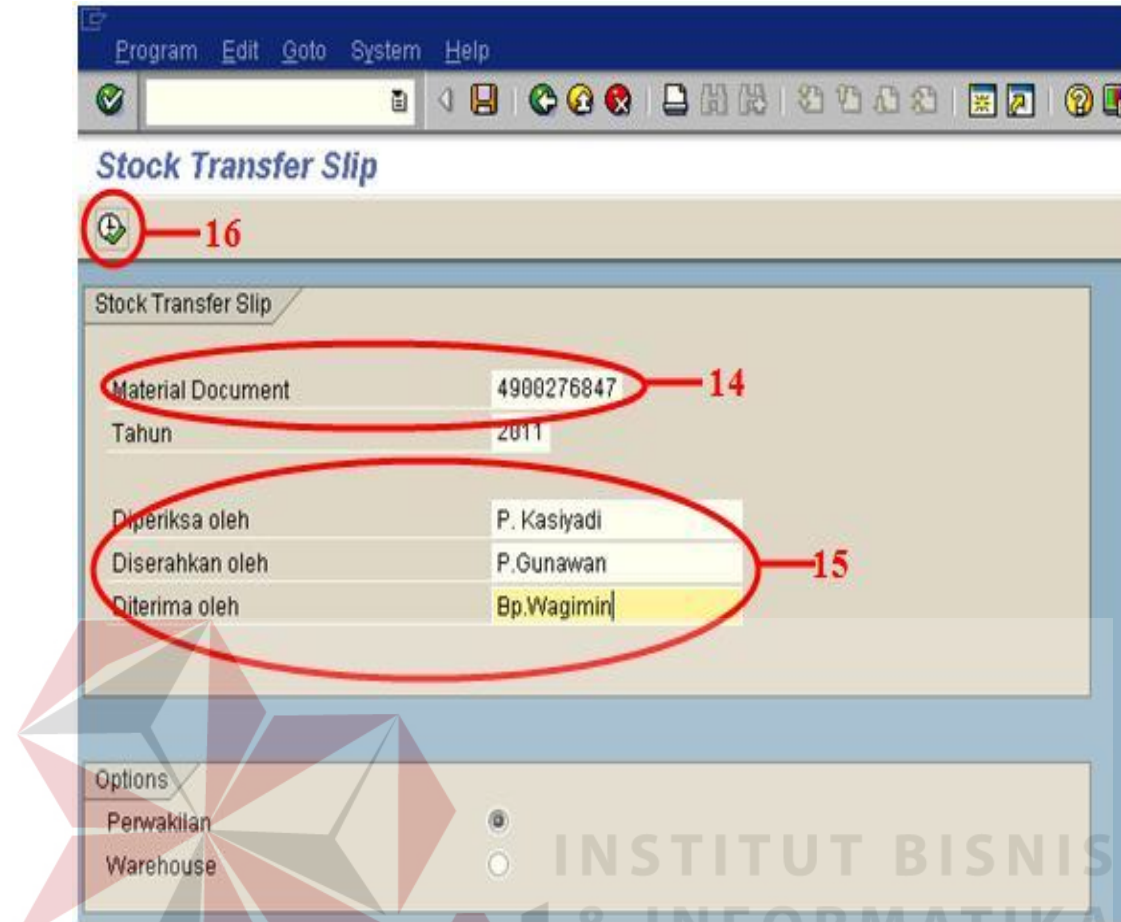 Program Edit Goto System Help
Stock Transfer Slip
16
Stock Transfer Slip
Material Document 4900276847
14
Tahun 2011
Diperiksa oleh P. Kasiyadi
Diserahkan oleh P.Gunawan
15
Diterima oleh Bp.Wagimin
Options
Perwakilan
Warehouse
INSTITUT BISNIS
& INFORMATIKA